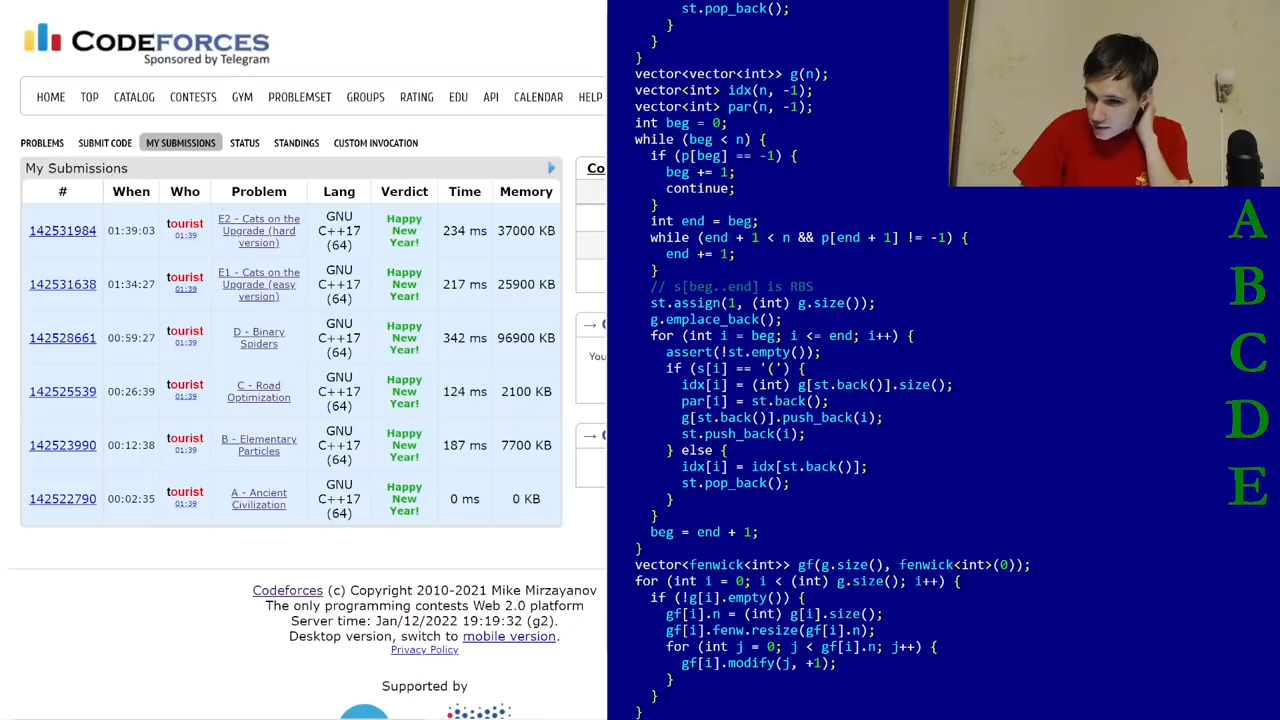 CODEFORCES
Sponsored by Telegram
HOME TOP CATALOG CONTESTS GYM PROBLEMSET GROUPS RATING EDU API CALENDAR HELP
PROBLEMS SUBMIT CODE MY SUBMISSIONS STATUS STANDINGS CUSTOM INVOCATION
My Submissions
# When Who Problem Lang Verdict Time Memory
142531984 01:39:03 tourist 01:39 E2 - Cats on the Upgrade (hard version) GNU C++17 (64) Happy New Year! 234 ms 37000 KB
142531638 01:34:27 tourist 01:39 E1 - Cats on the Upgrade (easy version) GNU C++17 (64) Happy New Year! 217 ms 25900 KB
142528661 00:59:27 tourist 01:39 D - Binary Spiders GNU C++17 (64) Happy New Year! 342 ms 96900 KB
142525539 00:26:39 tourist 01:39 C - Road Optimization GNU C++17 (64) Happy New Year! 124 ms 2100 KB
142523990 00:12:38 tourist 01:39 B - Elementary Particles GNU C++17 (64) Happy New Year! 187 ms 7700 KB
142522790 00:02:35 tourist 01:39 A - Ancient Civilization GNU C++17 (64) Happy New Year! 0 ms 0 KB
Co
You
Codeforces (c) Copyright 2010-2021 Mike Mirzayanov
The only programming contests Web 2.0 platform
Server time: Jan/12/2022 19:19:32 (g2).
Desktop version, switch to mobile version.
Privacy Policy
Supported by
st.pop_back();
}
}
}
vector<vector<int>> g(n);
vector<int> idx(n, -1);
vector<int> par(n, -1);
int beg = 0;
while (beg < n) {
if (p[beg] == -1) {
beg += 1;
continue;
}
int end = beg;
while (end + 1 < n && p[end + 1] != -1) {
end += 1;
}
// s[beg..end] is RBS
st.assign(1, (int) g.size());
g.emplace_back();
for (int i = beg; i <= end; i++) {
assert(!st.empty());
if (s[i] == '(') {
idx[i] = (int) g[st.back()].size();
par[i] = st.back();
g[st.back()].push_back(i);
st.push_back(i);
} else {
idx[i] = idx[st.back()];
st.pop_back();
}
}
beg = end + 1;
}
vector<fenwick<int>> gf(g.size(), fenwick<int>(0));
for (int i = 0; i < (int) g.size(); i++) {
if (!g[i].empty()) {
gf[i].n = (int) g[i].size();
gf[i].fenw.resize(gf[i].n);
for (int j = 0; j < gf[i].n; j++) {
gf[i].modify(j, +1);
}
}
}
A
B
C
D
E